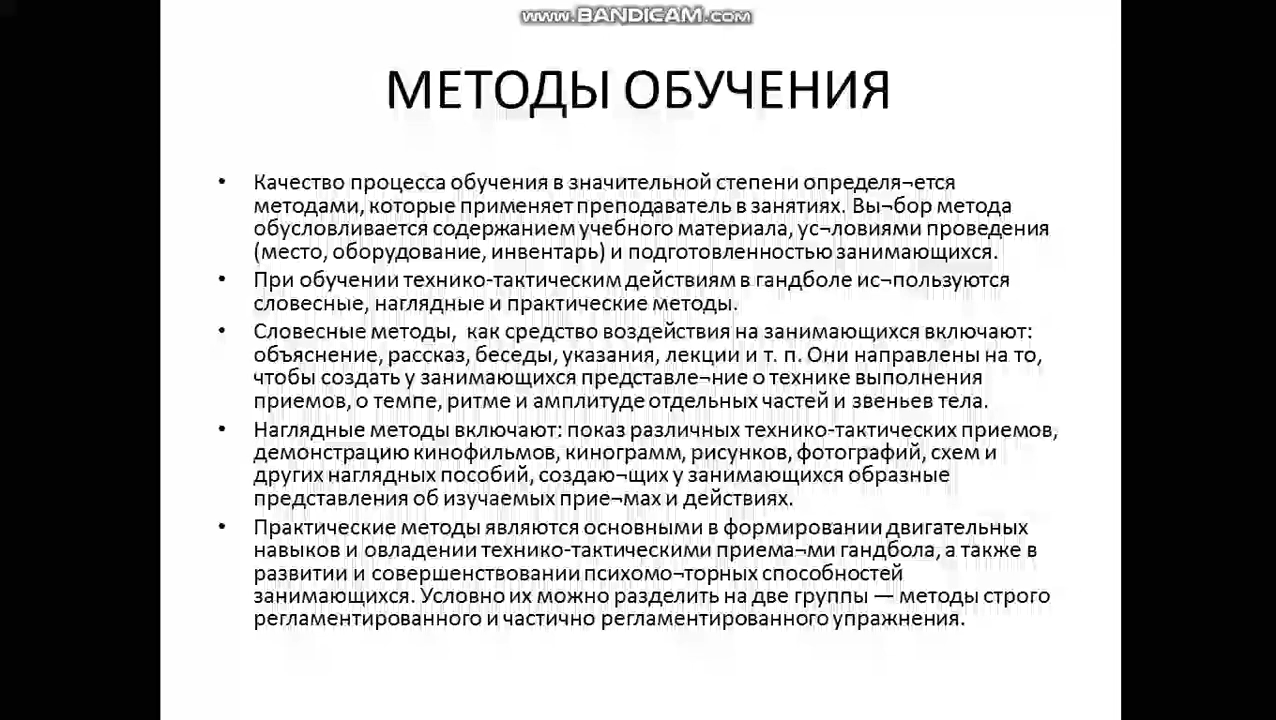 www.BANDICAM.com
МЕТОДЫ ОБУЧЕНИЯ
• Качество процесса обучения в значительной степени определя¬ется
методами, которые применяет преподаватель в занятиях. Вы¬бор метода
обусловливается содержанием учебного материала, ус¬ловиями проведения
(место, оборудование, инвентарь) и подготовленностью занимающихся.
• При обучении технико-тактическим действиям в гандболе ис¬пользуются
словесные, наглядные и практические методы.
• Словесные методы,  как средство воздействия на занимающихся включают:
объяснение, рассказ, беседы, указания, лекции и т. п. Они направлены на то,
чтобы создать у занимающихся представле¬ние о технике выполнения
приемов, о темпе, ритме и амплитуде отдельных частей и звеньев тела.
• Наглядные методы включают: показ различных технико-тактических приемов,
демонстрацию кинофильмов, кинограмм, рисунков, фотографий, схем и
других наглядных пособий, создаю¬щих у занимающихся образные
представления об изучаемых прие¬мах и действиях.
• Практические методы являются основными в формировании двигательных
навыков и овладении технико-тактическими приема¬ми гандбола, а также в
развитии и совершенствовании психомо¬торных способностей
занимающихся. Условно их можно разделить на две группы — методы строго
регламентированного и частично регламентированного упражнения.